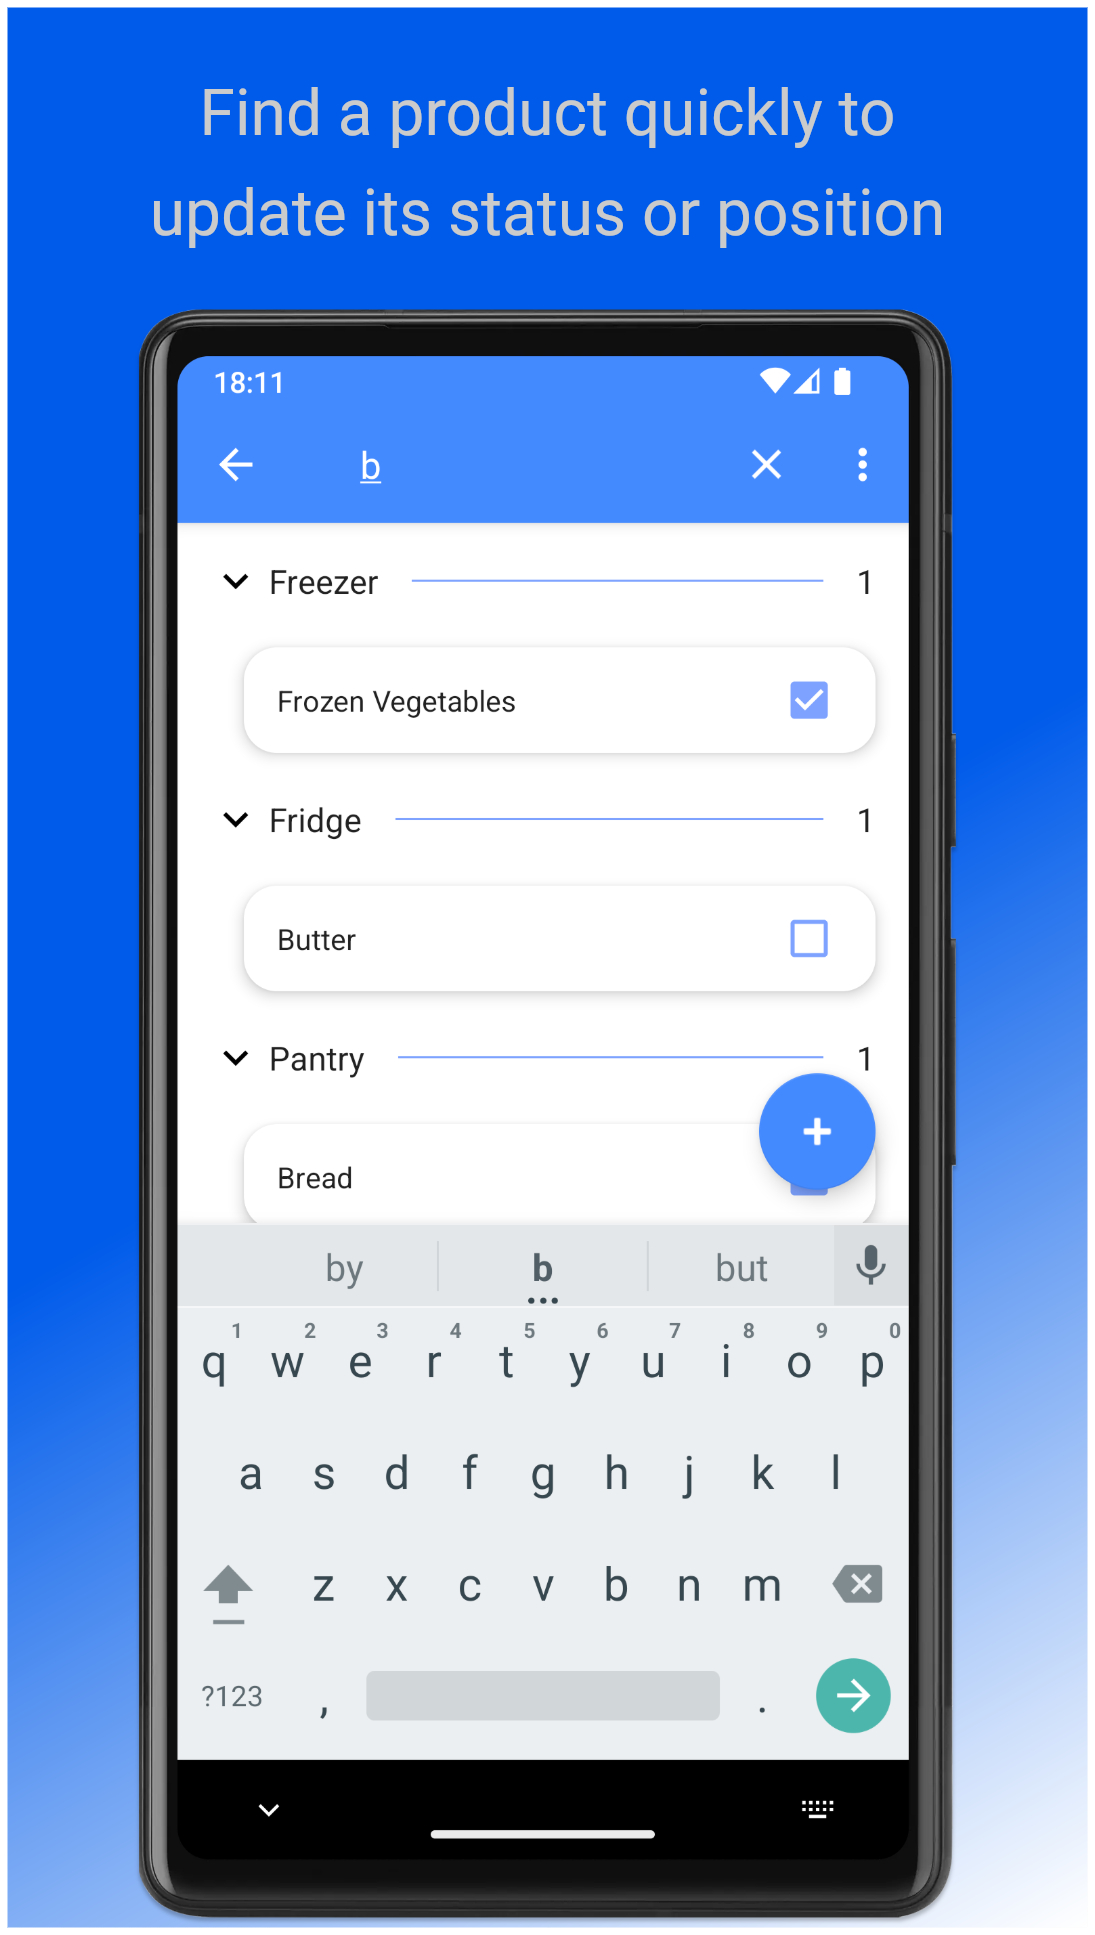 Find a product quickly to
update its status or position
18:11
b
Freezer 1
Frozen Vegetables
Fridge 1
Butter
Pantry 1
+
Bread
by b but
1 2 3 4 5 6 7 8 9 0
q w e r t y u i o p
a s d f g h j k l
z x c v b n m
?123 , .